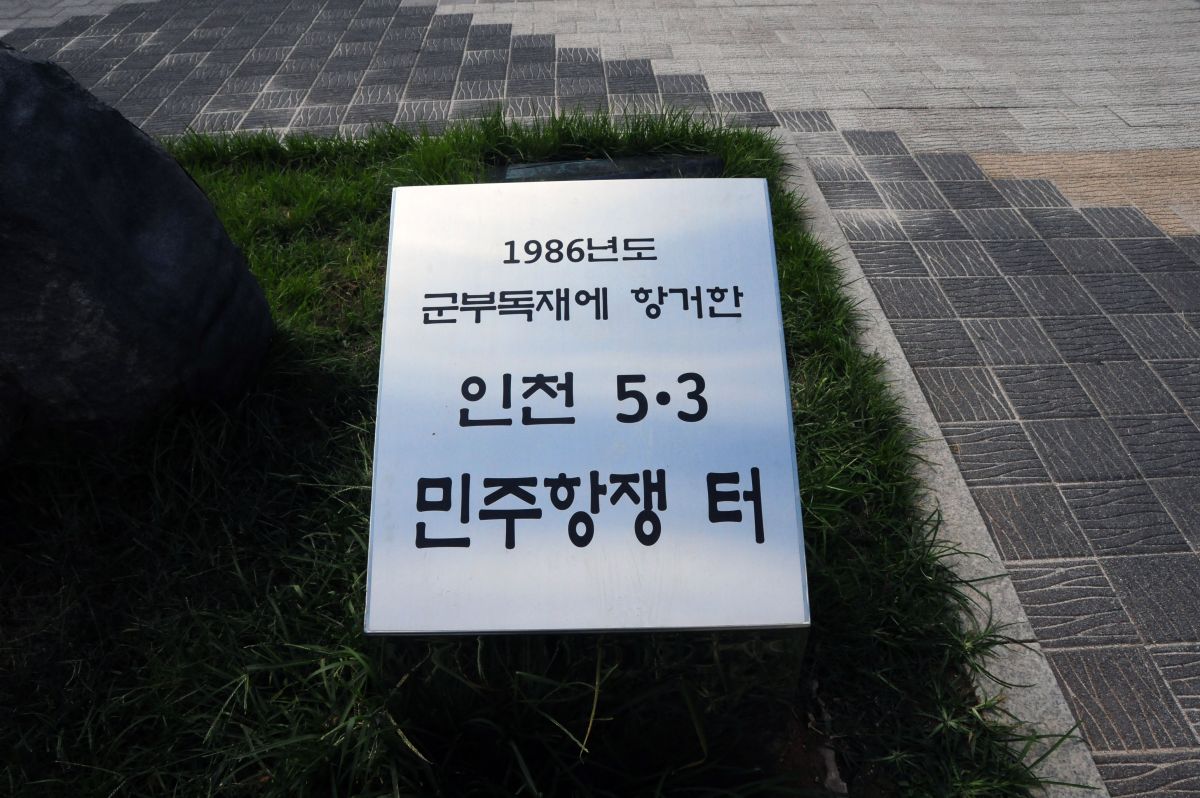 1986년도
군부독재에 항거한
인천 5·3
민주항쟁 터